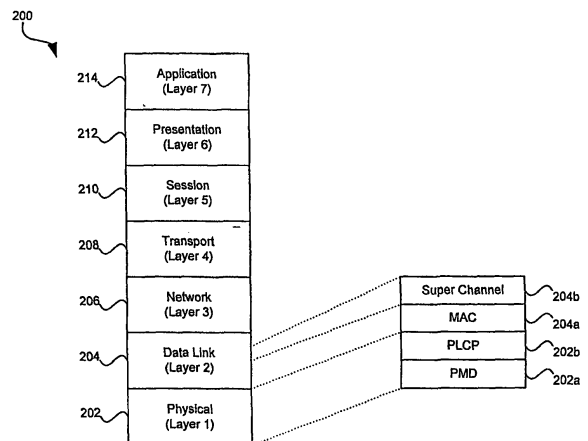 200
214
Application
(Layer 7)
212
Presentation
(Layer 6)
210
Session
(Layer 5)
208
Transport
(Layer 4)
206
Network
(Layer 3)
204
Data Link
(Layer 2)
202
Physical
(Layer 1)
Super Channel
204b
MAC
204a
PLCP
202b
PMD
202a